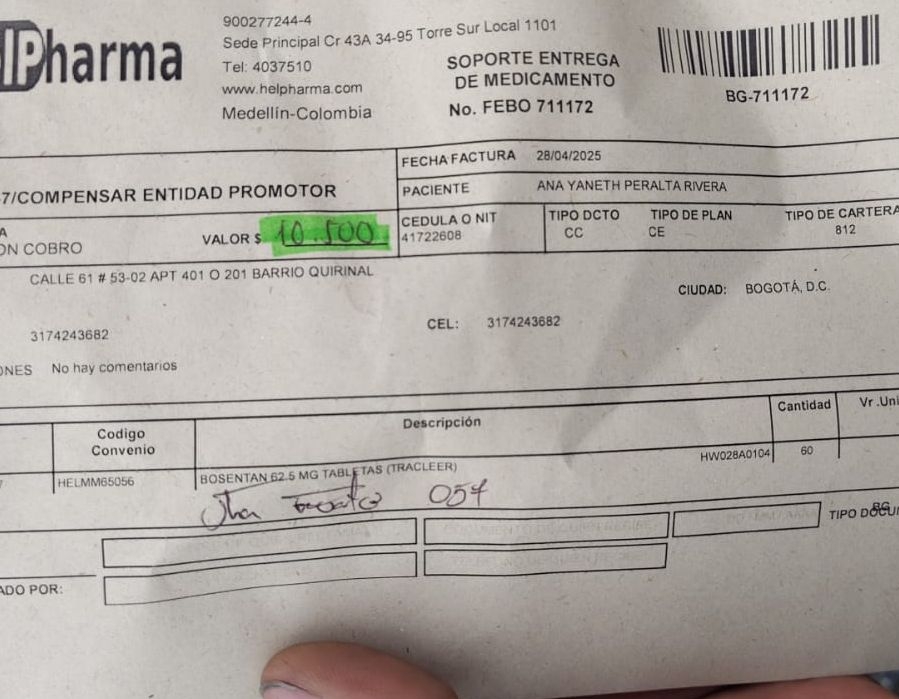 Pharma
900277244-4
Sede Principal Cr 43A 34-95 Torre Sur Local 1101
Tel: 4037510
www.helpharma.com
Medellín-Colombia
SOPORTE ENTREGA
DE MEDICAMENTO
No. FEBO 711172
BG-711172
7/COMPENSAR ENTIDAD PROMOTOR
FECHA FACTURA 28/04/2025
PACIENTE ANA YANETH PERALTA RIVERA
A
ON COBRO
VALOR $ 10.500
CEDULA O NIT
41722608
TIPO DCTO
CC
TIPO DE PLAN
CE
TIPO DE CARTERA
812
CALLE 61 # 53-02 APT 401 O 201 BARRIO QUIRINAL
CIUDAD: BOGOTÁ, D.C.
3174243682
CEL: 3174243682
ONES No hay comentarios
Codigo
Convenio
Descripción
Cantidad
Vr .Uni
HELMM65056
BOSENTAN 62.5 MG TABLETAS (TRACLEER)
HW028A0104
60
057
BG
TIPO DOCU
ADO POR: